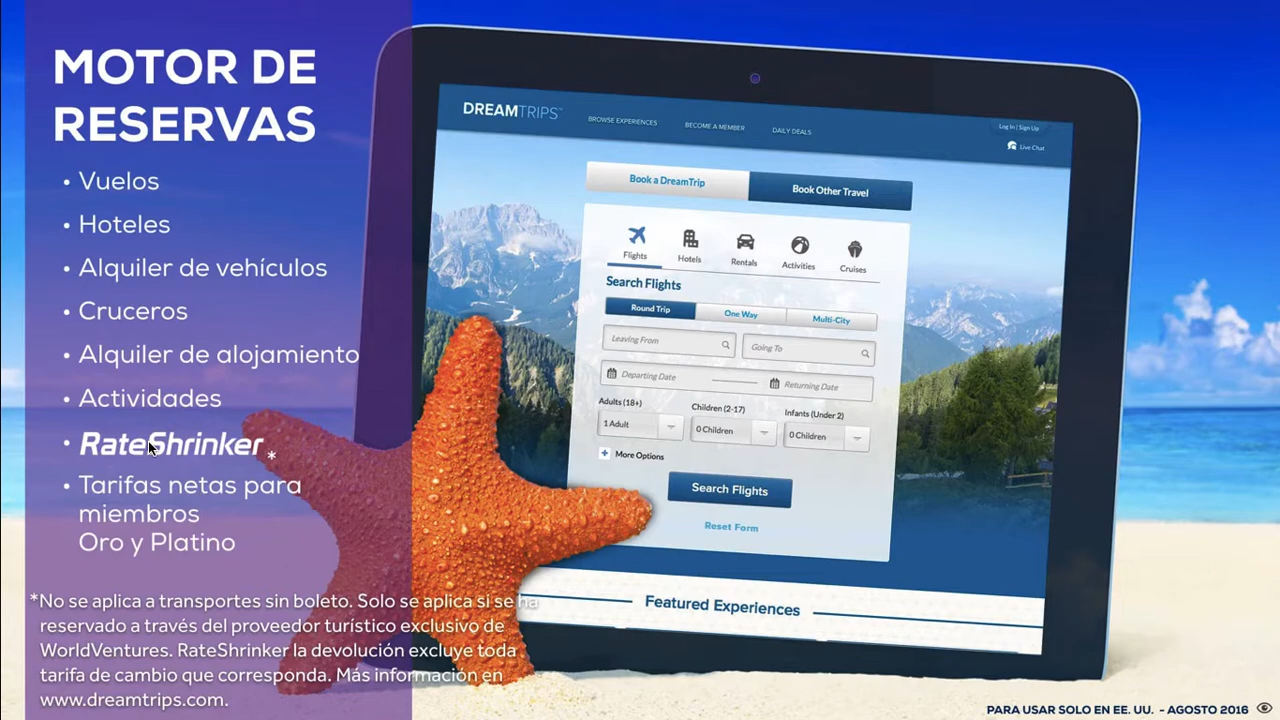 MOTOR DE
RESERVAS
• Vuelos
• Hoteles
• Alquiler de vehículos
• Cruceros
• Alquiler de alojamiento
• Actividades
• RateShrinker*
• Tarifas netas para
miembros
Oro y Platino
*No se aplica a transportes sin boleto. Solo se aplica si se ha
reservado a través del proveedor turístico exclusivo de
WorldVentures. RateShrinker la devolución excluye toda
tarifa de cambio que corresponda. Más información en
www.dreamtrips.com.
DREAMTRIPS™
BROWSE EXPERIENCES BECOME A MEMBER DAILY DEALS
Log In | Sign Up
Live Chat
Book a DreamTrip Book Other Travel
Flights Hotels Rentals Activities Cruises
Search Flights
Round Trip One Way Multi-City
Leaving From Going To
Departing Date Returning Date
Adults (18+) Children (2-17) Infants (Under 2)
1 Adult 0 Children 0 Children
+ More Options
Search Flights
Reset Form
Featured Experiences
PARA USAR SOLO EN EE. UU. - AGOSTO 2016